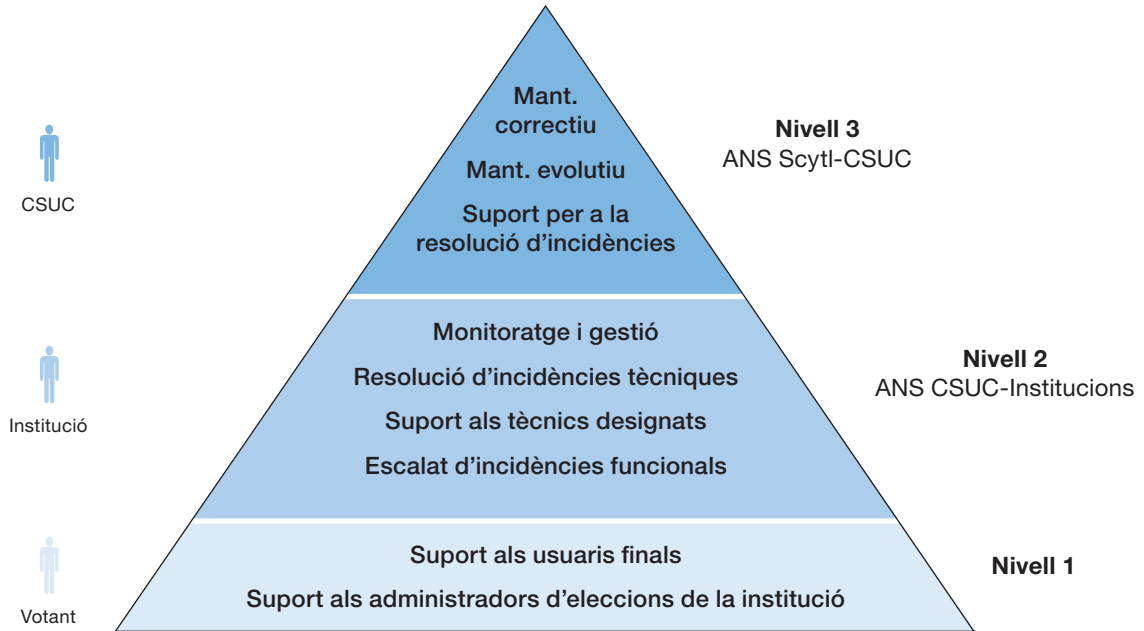 Mant.
correctiu
Mant. evolutiu
Suport per a la
resolució d’incidències
CSUC
Nivell 3
ANS Scytl-CSUC
Monitoratge i gestió
Resolució d’incidències tècniques
Suport als tècnics designats
Escalat d’incidències funcionals
Institució
Nivell 2
ANS CSUC-Institucions
Suport als usuaris finals
Suport als administradors d’eleccions de la institució
Votant
Nivell 1